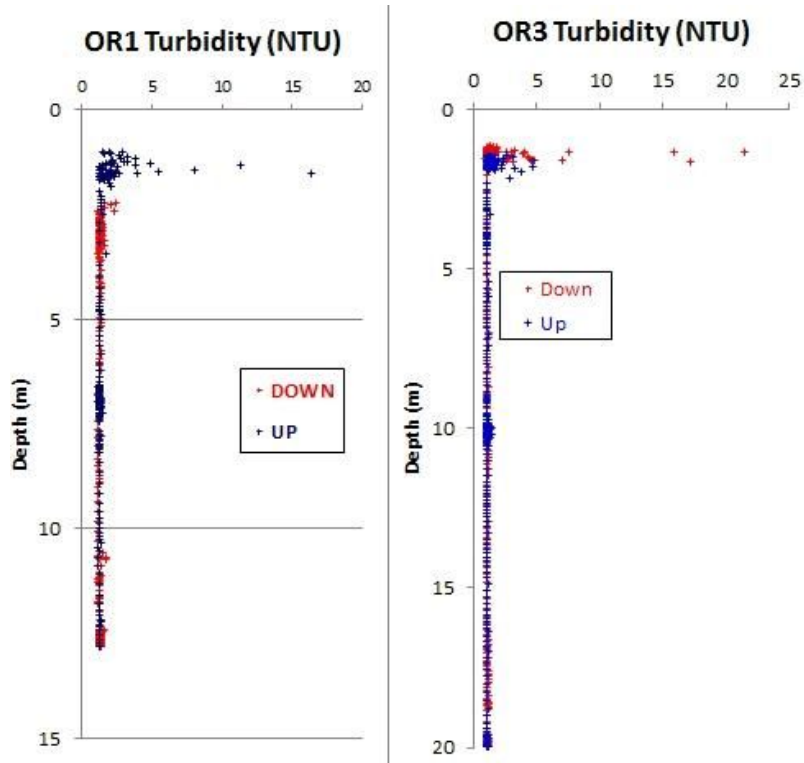 OR1 Turbidity (NTU)
0 5 10 15 20
0
5
10
15
Depth (m)
DOWN
UP
OR3 Turbidity (NTU)
0 5 10 15 20 25
0
5
10
15
20
Depth (m)
Down
Up